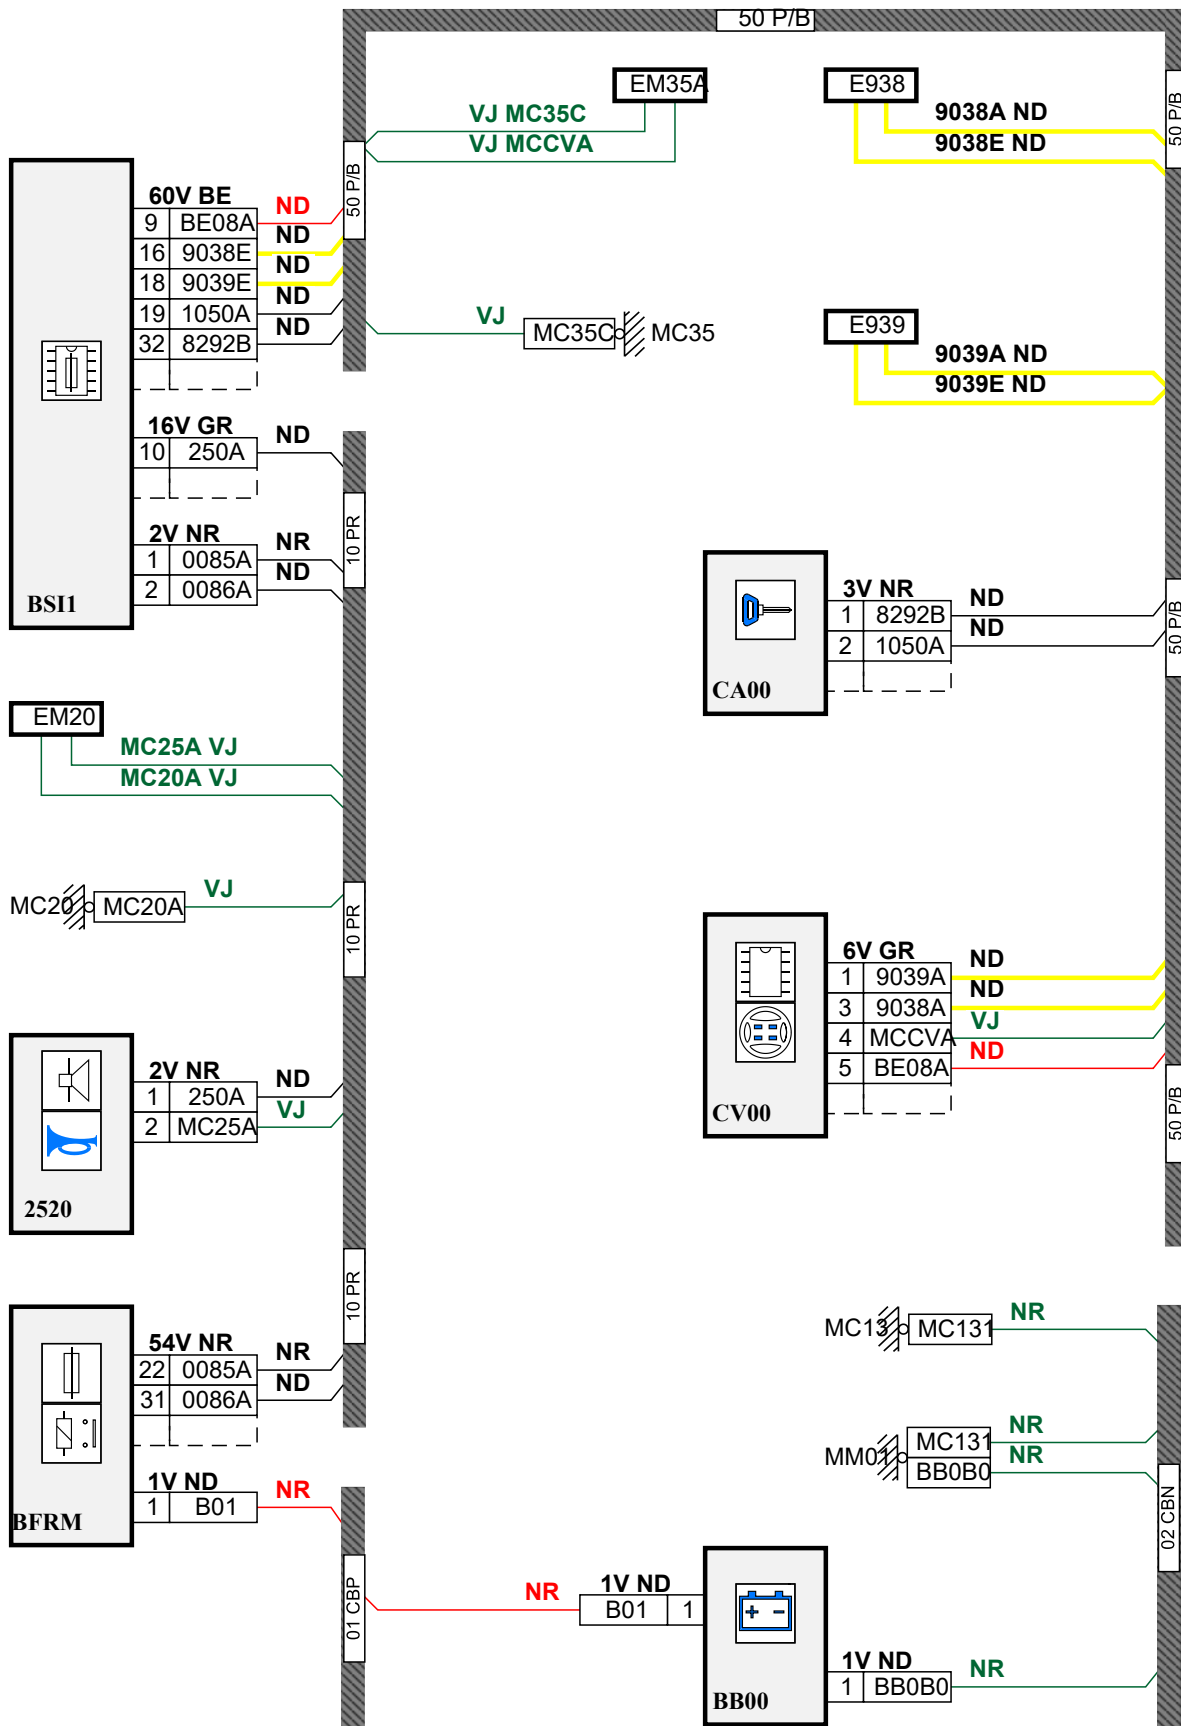 50 P/B
EM35A
E938
VJ MC35C
VJ MCCVA
9038A ND
9038E ND
50 P/B
50 P/B
60V BE
9 BE08A ND
16 9038E ND
18 9039E ND
19 1050A ND
32 8292B ND
VJ MC35C MC35
E939
9039A ND
9039E ND
16V GR
10 250A ND
10 PR
2V NR
1 0085A NR
2 0086A ND
BSI1
3V NR
1 8292B ND
2 1050A ND
CA00
50 P/B
EM20
MC25A VJ
MC20A VJ
MC20 MC20A VJ
10 PR
6V GR
1 9039A ND
3 9038A ND
4 MCCVA VJ
5 BE08A ND
CV00
50 P/B
2V NR
1 250A ND
2 MC25A VJ
2520
10 PR
54V NR
22 0085A NR
31 0086A ND
1V ND
1 B01 NR
BFRM
MC13 MC131 NR
MM01 MC131 NR
BB0B0 NR
02 CBN
01 CBP
NR
1V ND
B01 1
+ −
1V ND
1 BB0B0 NR
BB00